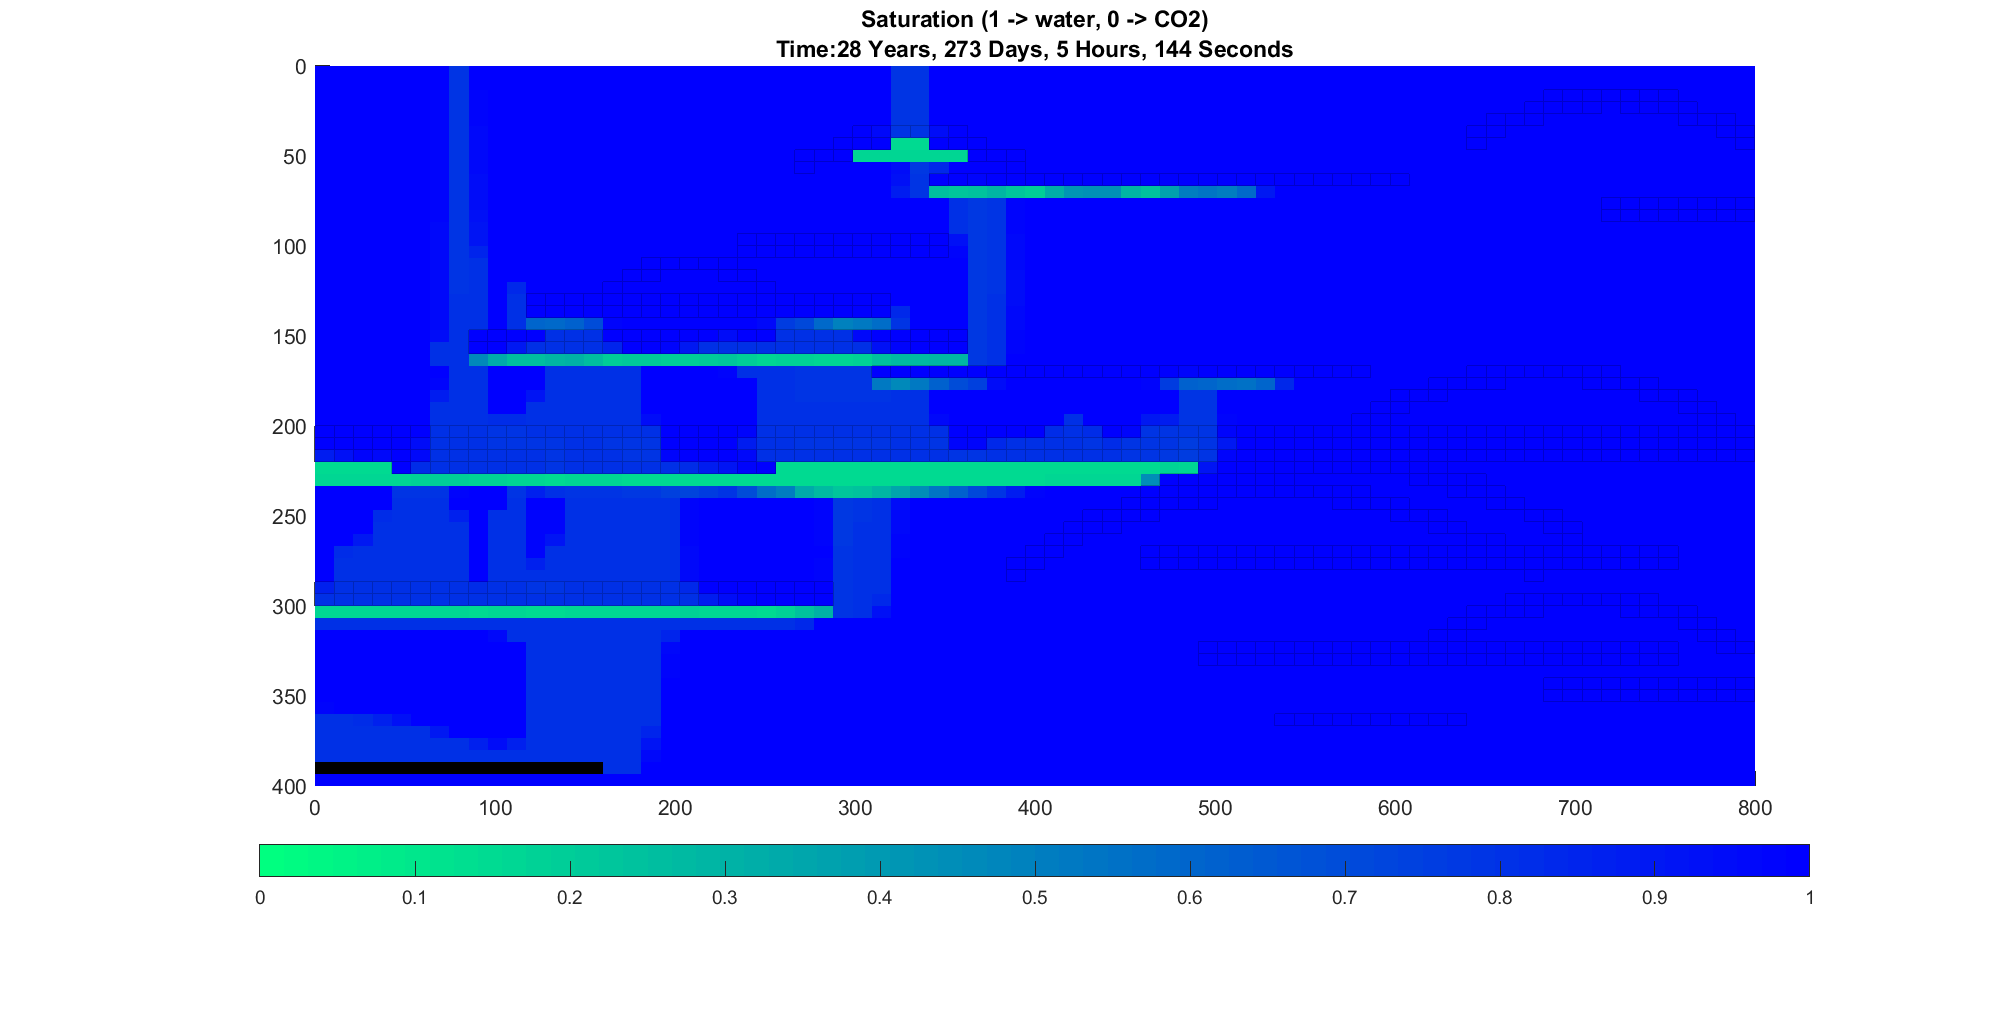 Saturation (1 -> water, 0 -> CO2)
Time:28 Years, 273 Days, 5 Hours, 144 Seconds
0
50
100
150
200
250
300
350
400
0 100 200 300 400 500 600 700 800
0 0.1 0.2 0.3 0.4 0.5 0.6 0.7 0.8 0.9 1